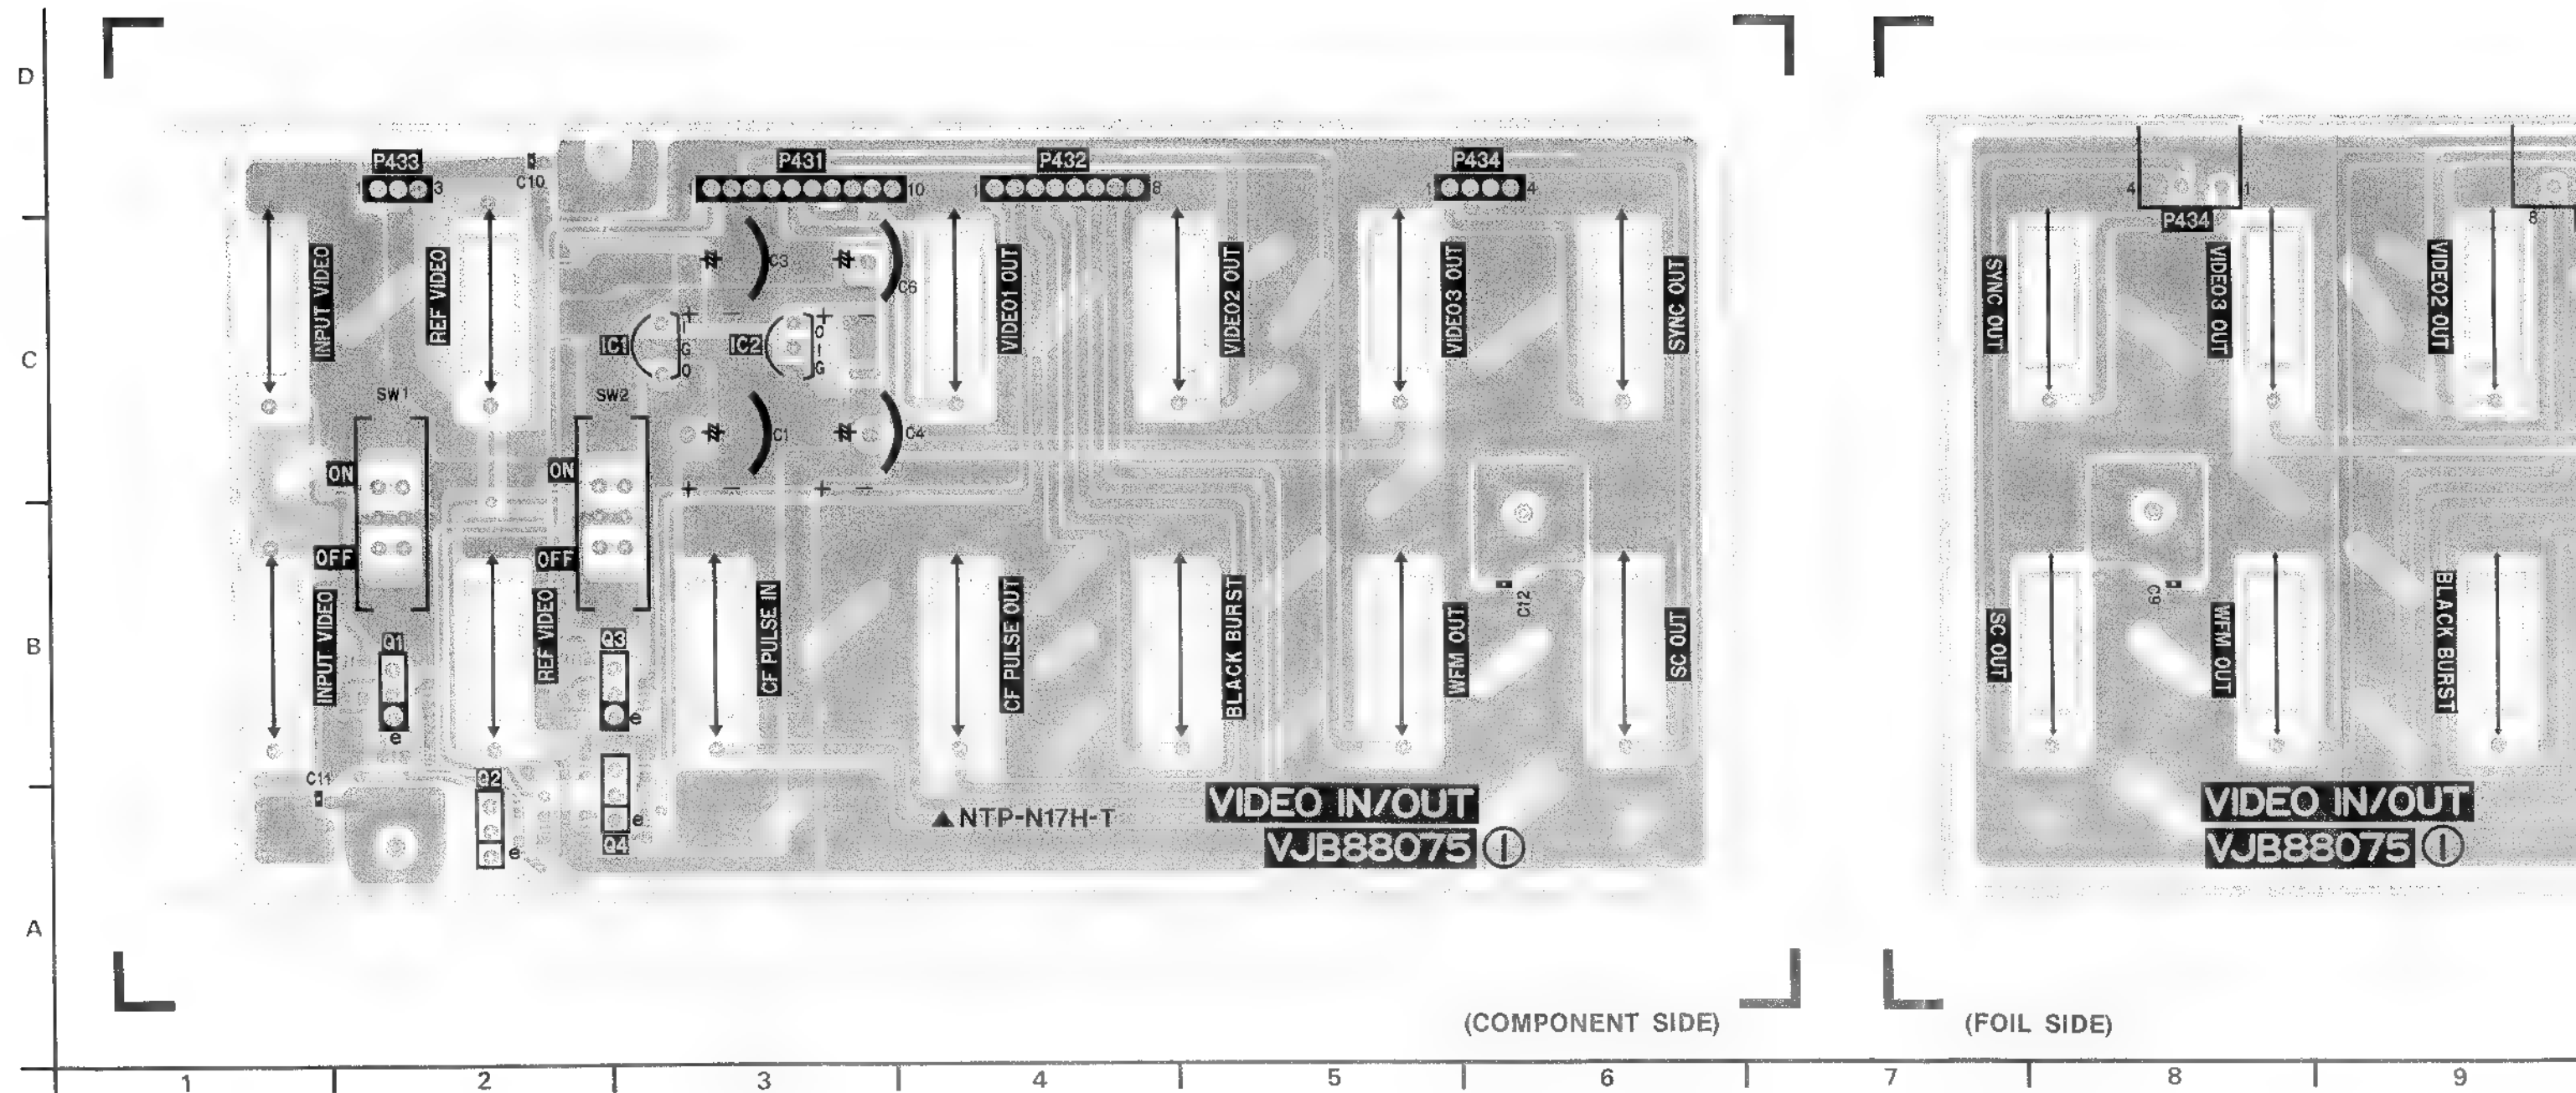 D
P433
1 3
C10
P431
1 10
P432
1 8
P434
1 4
4 1
P434
8
INPUT VIDEO
REF VIDEO
C3
C6
VIDEO1 OUT
VIDEO2 OUT
VIDEO3 OUT
SYNC OUT
SYNC OUT
VIDEO3 OUT
VIDEO2 OUT
+ − + −
IC1
I
G
O
IC2
O
I
G
C
SW1
SW2
C1
C4
ON
ON
+ − + −
OFF
OFF
INPUT VIDEO
REF VIDEO
CF PULSE IN
CF PULSE OUT
BLACK BURST
WFM OUT
C12
SC OUT
SC OUT
C9
WFM OUT
BLACK BURST
B
Q1
e
Q3
e
C11
Q2
e
e
Q4
▲NTP-N17H-T
VIDEO IN/OUT
VJB88075 ①
VIDEO IN/OUT
VJB88075 ①
A
(COMPONENT SIDE)
(FOIL SIDE)
1 2 3 4 5 6 7 8 9